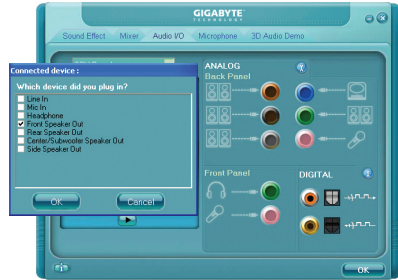 GIGABYTE
TECHNOLOGY
Sound Effect Mixer Audio I/O Microphone 3D Audio Demo
Connected device :
Which device did you plug in?
Line In
Mic In
Headphone
Front Speaker Out
Rear Speaker Out
Center/Subwoofer Speaker Out
Side Speaker Out
OK Cancel
ANALOG
Back Panel
Front Panel
DIGITAL
OK